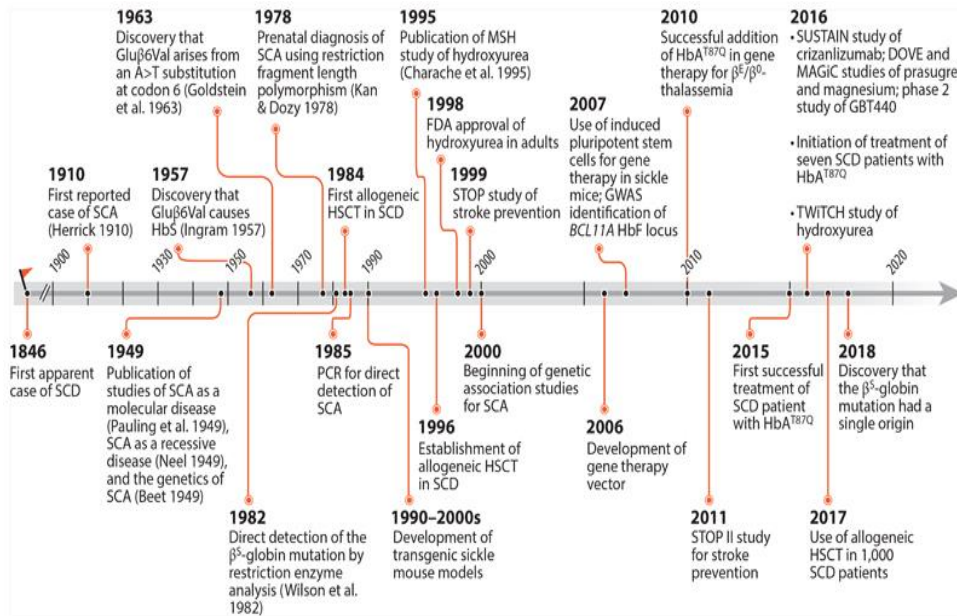 1963
Discovery that
Gluβ6Val arises from
an A>T substitution
at codon 6 (Goldstein
et al. 1963)
1978
Prenatal diagnosis of
SCA using restriction
fragment length
polymorphism (Kan
& Dozy 1978)
1995
Publication of MSH
study of hydroxyurea
(Charache et al. 1995)
2010
Successful addition of
HbA^T87Q in gene
therapy for β^E/β^0-
thalassemia
2016
• SUSTAIN study of
crizanlizumab; DOVE and
MAGiC studies of prasugrel
and magnesium; phase 2
study of GBT440
• Initiation of treatment of
seven SCD patients with
HbA^T87Q
• TWiTCH study of
hydroxyurea
1998
FDA approval of
hydroxyurea in adults
2007
Use of induced
pluripotent stem
cells for gene
therapy in sickle
mice; GWAS
identification of
BCL11A HbF locus
1910
First reported
case of SCA
(Herrick 1910)
1957
Discovery that
Gluβ6Val causes
HbS (Ingram 1957)
1984
First allogeneic
HSCT in SCD
1999
STOP study of
stroke prevention
1900
1930
1950
1970
1990
2000
2010
2020
1846
First apparent
case of SCD
1949
Publication of
studies of SCA as a
molecular disease
(Pauling et al. 1949),
SCA as a recessive
disease (Neel 1949),
and the genetics of
SCA (Beet 1949)
1985
PCR for direct
detection of
SCA
2000
Beginning of genetic
association studies
for SCA
2015
First successful
treatment of
SCD patient
with HbA^T87Q
2018
Discovery that
the β^S-globin
mutation had a
single origin
1996
Establishment of
allogeneic HSCT
in SCD
2006
Development of
gene therapy
vector
1982
Direct detection of the
β^S-globin mutation by
restriction enzyme
analysis (Wilson et al.
1982)
1990–2000s
Development of
transgenic sickle
mouse models
2011
STOP II study
for stroke
prevention
2017
Use of allogeneic
HSCT in 1,000
SCD patients